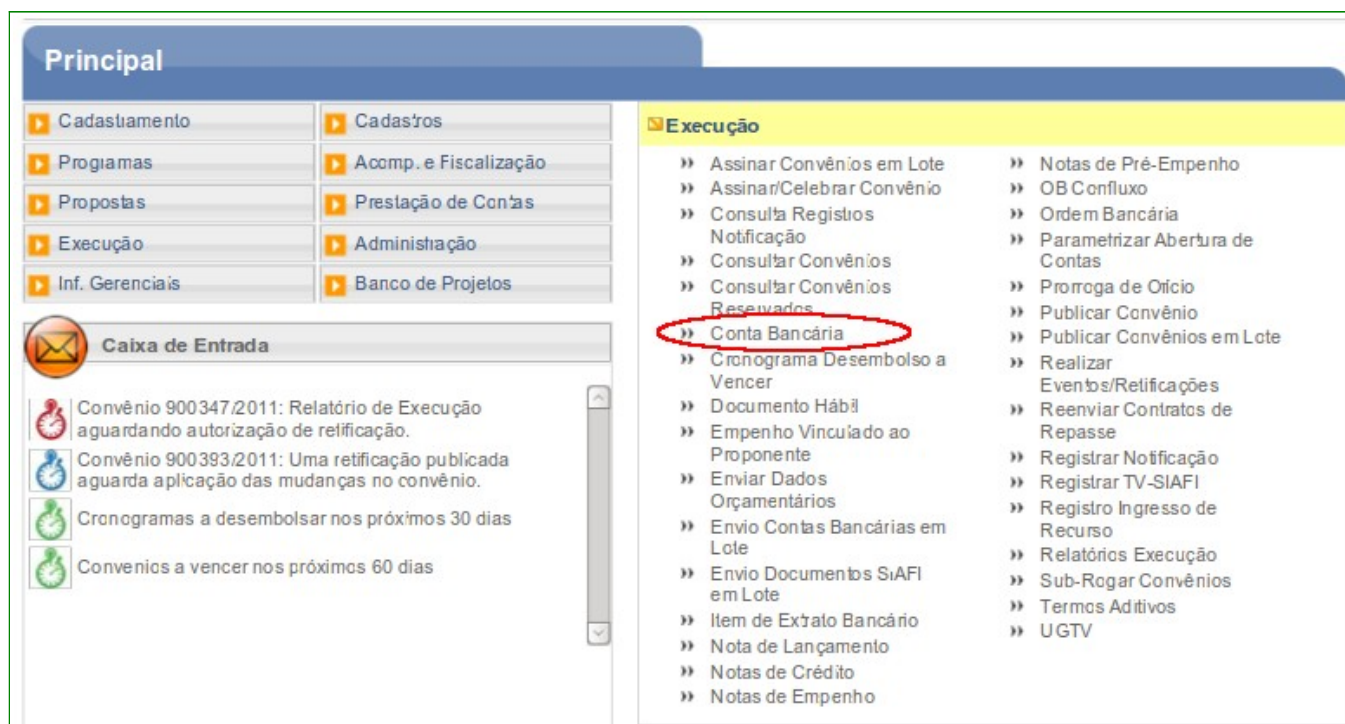 Principal
Cadastramento
Cadastros
Programas
Acomp. e Fiscalização
Propostas
Prestação de Contas
Execução
Administração
Inf. Gerenciais
Banco de Projetos
Caixa de Entrada
Convênio 900347/2011: Relatório de Execução
aguardando autorização de retificação.
Convênio 900393/2011: Uma retificação publicada
aguarda aplicação das mudanças no convênio.
Cronogramas a desembolsar nos próximos 30 dias
Convenios a vencer nos próximos 60 dias
Execução
Assinar Convênios em Lote
Assinar/Celebrar Convênio
Consulta Registros
Notificação
Consultar Convênios
Consultar Convênios
Reservados
Conta Bancária
Cronograma Desembolso a
Vencer
Documento Hábil
Empenho Vinculado ao
Proponente
Enviar Dados
Orçamentários
Envio Contas Bancárias em
Lote
Envio Documentos SIAFI
em Lote
Item de Extrato Bancário
Nota de Lançamento
Notas de Crédito
Notas de Empenho
Notas de Pré-Empenho
OB Confluxo
Ordem Bancária
Parametrizar Abertura de
Contas
Prorroga de Ofício
Publicar Convênio
Publicar Convênios em Lote
Realizar
Eventos/Retificações
Reenviar Contratos de
Repasse
Registrar Notificação
Registrar TV-SIAFI
Registro Ingresso de
Recurso
Relatórios Execução
Sub-Rogar Convênios
Termos Aditivos
UGTV